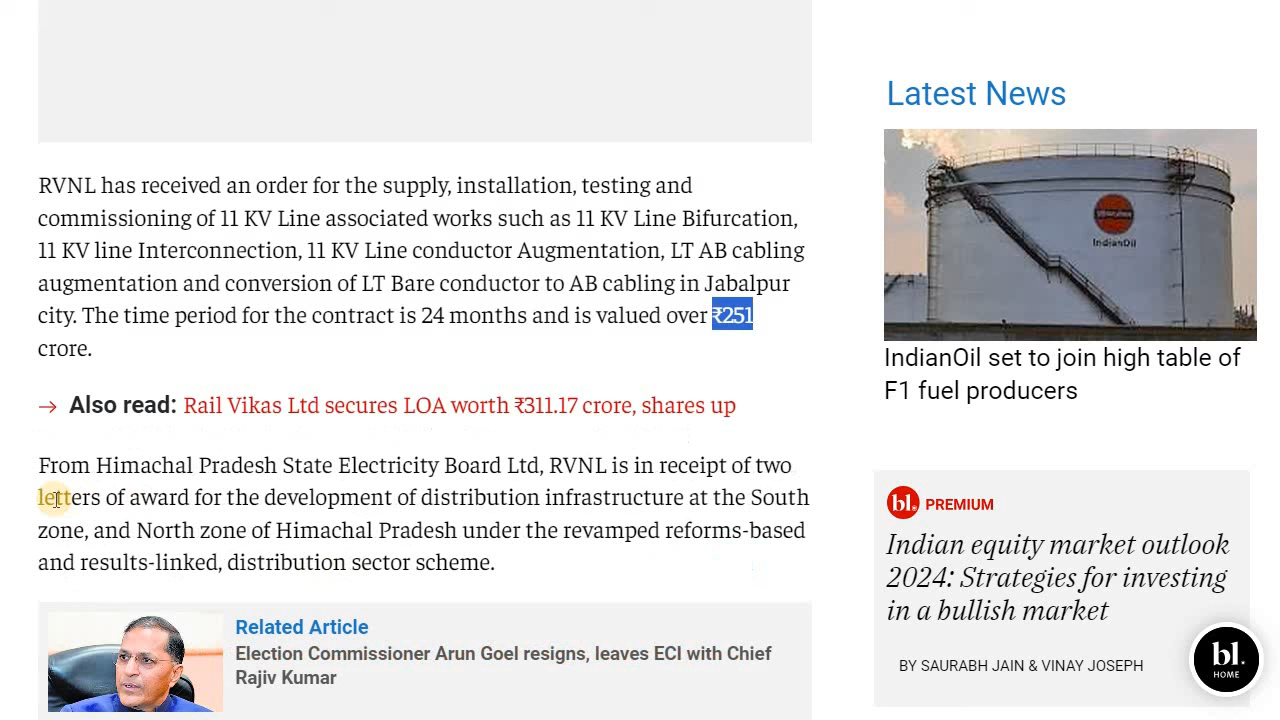 RVNL has received an order for the supply, installation, testing and
commissioning of 11 KV Line associated works such as 11 KV Line Bifurcation,
11 KV line Interconnection, 11 KV Line conductor Augmentation, LT AB cabling
augmentation and conversion of LT Bare conductor to AB cabling in Jabalpur
city. The time period for the contract is 24 months and is valued over ₹251
crore.
→ Also read: Rail Vikas Ltd secures LOA worth ₹311.17 crore, shares up
From Himachal Pradesh State Electricity Board Ltd, RVNL is in receipt of two
letters of award for the development of distribution infrastructure at the South
zone, and North zone of Himachal Pradesh under the revamped reforms-based
and results-linked, distribution sector scheme.
Related Article
Election Commissioner Arun Goel resigns, leaves ECI with Chief
Rajiv Kumar
Latest News
IndianOil
IndianOil set to join high table of
F1 fuel producers
bl. PREMIUM
Indian equity market outlook
2024: Strategies for investing
in a bullish market
BY SAURABH JAIN & VINAY JOSEPH
bl.
HOME